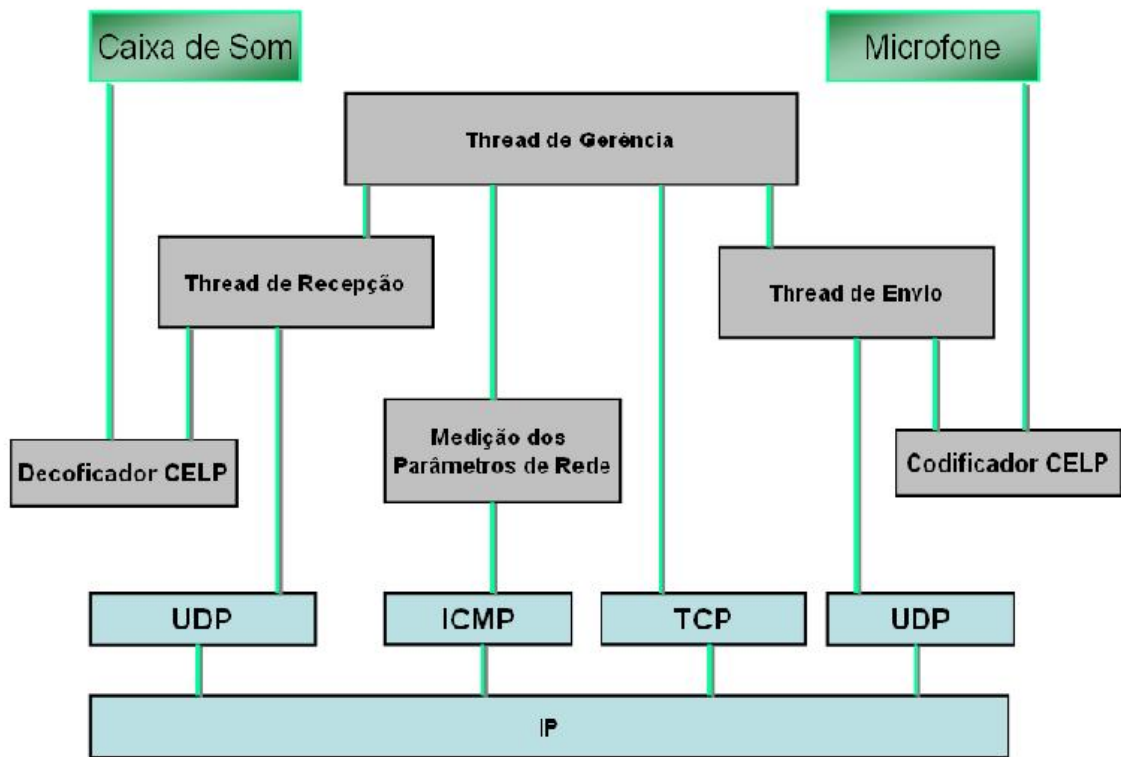 Caixa de Som
Microfone
Thread de Gerência
Thread de Recepção
Thread de Envio
Medição dos
Parâmetros de Rede
Decoficador CELP
Codificador CELP
UDP
ICMP
TCP
UDP
IP